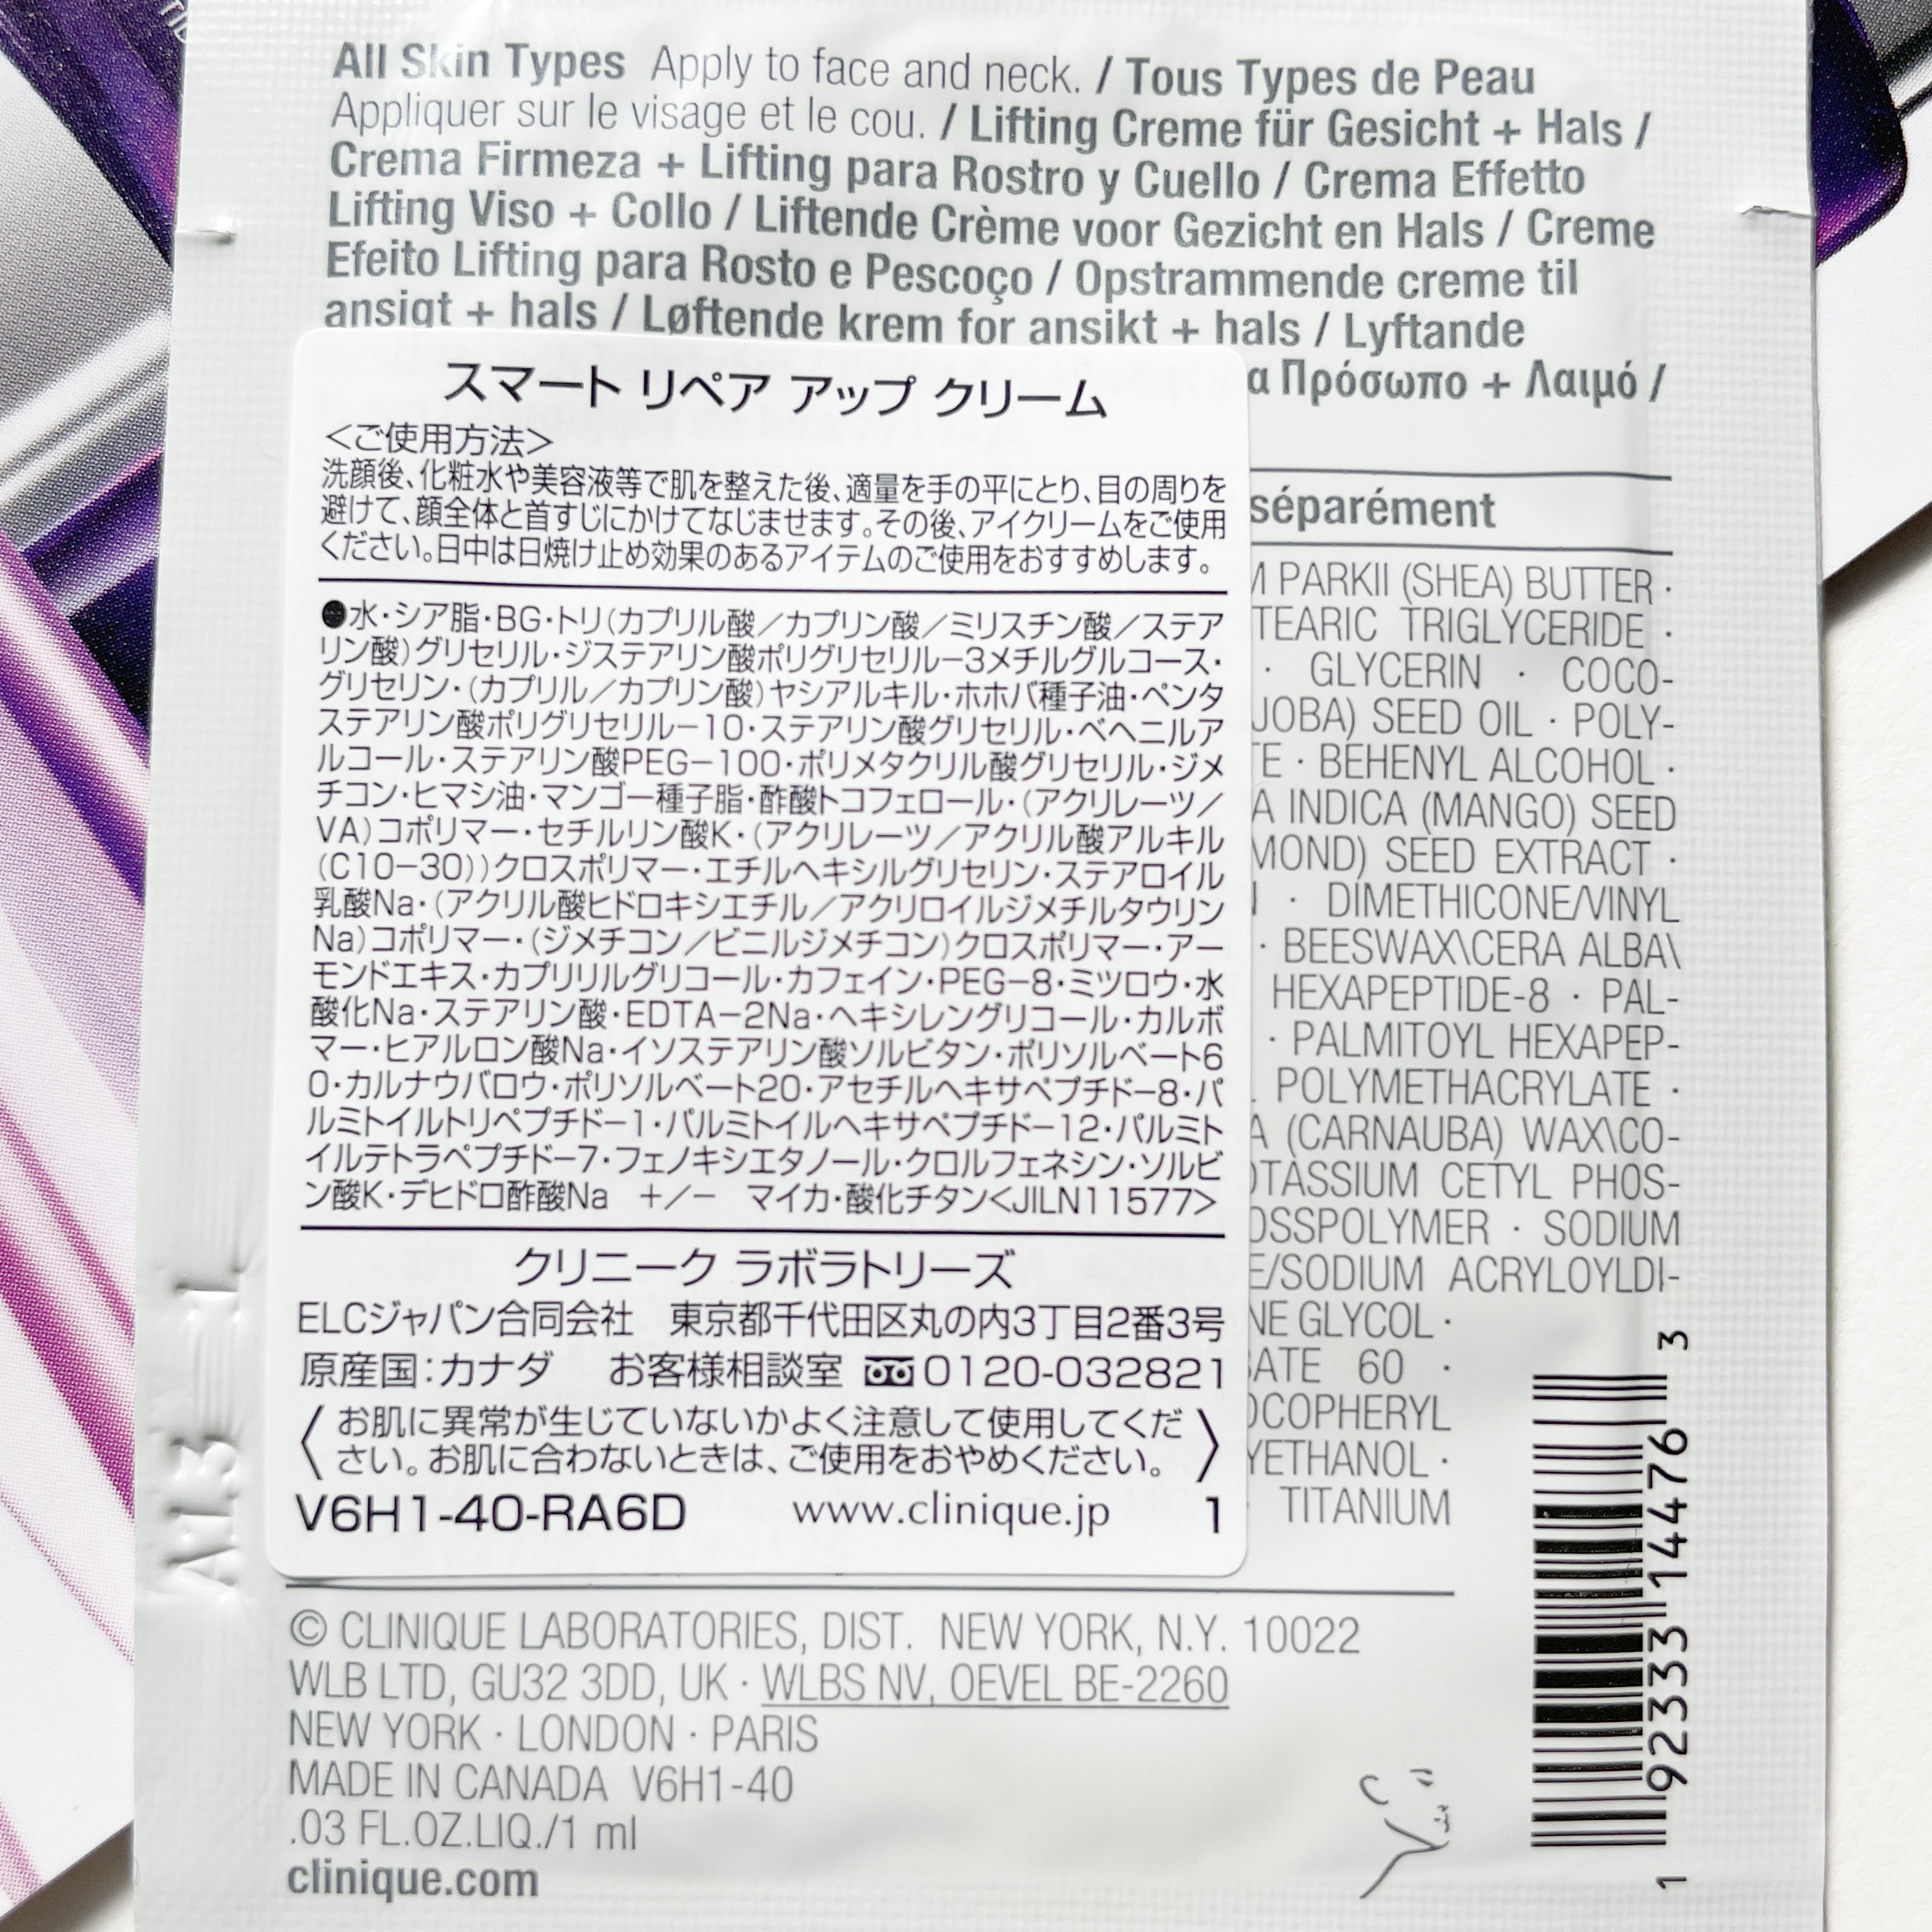 All Skin Types Apply to face and neck. / Tous Types de Peau
Appliquer sur le visage et le cou. / Lifting Creme für Gesicht + Hals /
Crema Firmeza + Lifting para Rostro y Cuello / Crema Effetto
Lifting Viso + Collo / Liftende Crème voor Gezicht en Hals / Creme
Efeito Lifting para Rosto e Pescoço / Opstrammende creme til
ansigt + hals / Løftende krem for ansikt + hals / Lyftande
α Πρόσωπο + Λαιμό /
séparément
PARKII (SHEA) BUTTER ·
TEARIC TRIGLYCERIDE ·
· GLYCERIN · COCO-
JOBA) SEED OIL · POLY-
TE · BEHENYL ALCOHOL ·
A INDICA (MANGO) SEED
MOND) SEED EXTRACT ·
· DIMETHICONE/VINYL
· BEESWAX\CERA ALBA\
HEXAPEPTIDE-8 · PAL-
· PALMITOYL HEXAPEP-
POLYMETHACRYLATE ·
A (CARNAUBA) WAX\CO-
OTASSIUM CETYL PHOS-
OSSPOLYMER · SODIUM
E/SODIUM ACRYLOYLDI-
NE GLYCOL ·
BATE 60 ·
OCOPHERYL
YETHANOL ·
TITANIUM
スマート リペア アップ クリーム
＜ご使用方法＞
洗顔後、化粧水や美容液等で肌を整えた後、適量を手の平にとり、目の周りを
避けて、顔全体と首すじにかけてなじませます。その後、アイクリームをご使用
ください。日中は日焼け止め効果のあるアイテムのご使用をおすすめします。
●水・シア脂・BG・トリ（カプリル酸／カプリン酸／ミリスチン酸／ステア
リン酸）グリセリル・ジステアリン酸ポリグリセリル－3メチルグルコース・
グリセリン・（カプリル／カプリン酸）ヤシアルキル・ホホバ種子油・ペンタ
ステアリン酸ポリグリセリル－10・ステアリン酸グリセリル・ベヘニルア
ルコール・ステアリン酸PEG－100・ポリメタクリル酸グリセリル・ジメ
チコン・ヒマシ油・マンゴー種子脂・酢酸トコフェロール・（アクリレーツ／
VA）コポリマー・セチルリン酸K・（アクリレーツ／アクリル酸アルキル
（C10－30））クロスポリマー・エチルヘキシルグリセリン・ステアロイル
乳酸Na・（アクリル酸ヒドロキシエチル／アクリロイルジメチルタウリン
Na）コポリマー・（ジメチコン／ビニルジメチコン）クロスポリマー・アー
モンドエキス・カプリリルグリコール・カフェイン・PEG－8・ミツロウ・水
酸化Na・ステアリン酸・EDTA－2Na・ヘキシレングリコール・カルボ
マー・ヒアルロン酸Na・イソステアリン酸ソルビタン・ポリソルベート6
0・カルナウバロウ・ポリソルベート20・アセチルヘキサペプチド－8・パ
ルミトイルトリペプチド－1・パルミトイルヘキサペプチド－12・パルミト
イルテトラペプチド－7・フェノキシエタノール・クロルフェネシン・ソルビ
ン酸K・デヒドロ酢酸Na ＋／－ マイカ・酸化チタン＜JILN11577＞
クリニーク ラボラトリーズ
ELCジャパン合同会社 東京都千代田区丸の内3丁目2番3号
原産国：カナダ お客様相談室 0120-032821
〈お肌に異常が生じていないかよく注意して使用してくだ
さい。お肌に合わないときは、ご使用をおやめください。〉
V6H1-40-RA6D www.clinique.jp 1
© CLINIQUE LABORATORIES, DIST. NEW YORK, N.Y. 10022
WLB LTD, GU32 3DD, UK · WLBS NV, OEVEL BE-2260
NEW YORK · LONDON · PARIS
MADE IN CANADA V6H1-40
.03 FL.OZ.LIQ./1 ml
clinique.com
1 92333 14476 3
A13